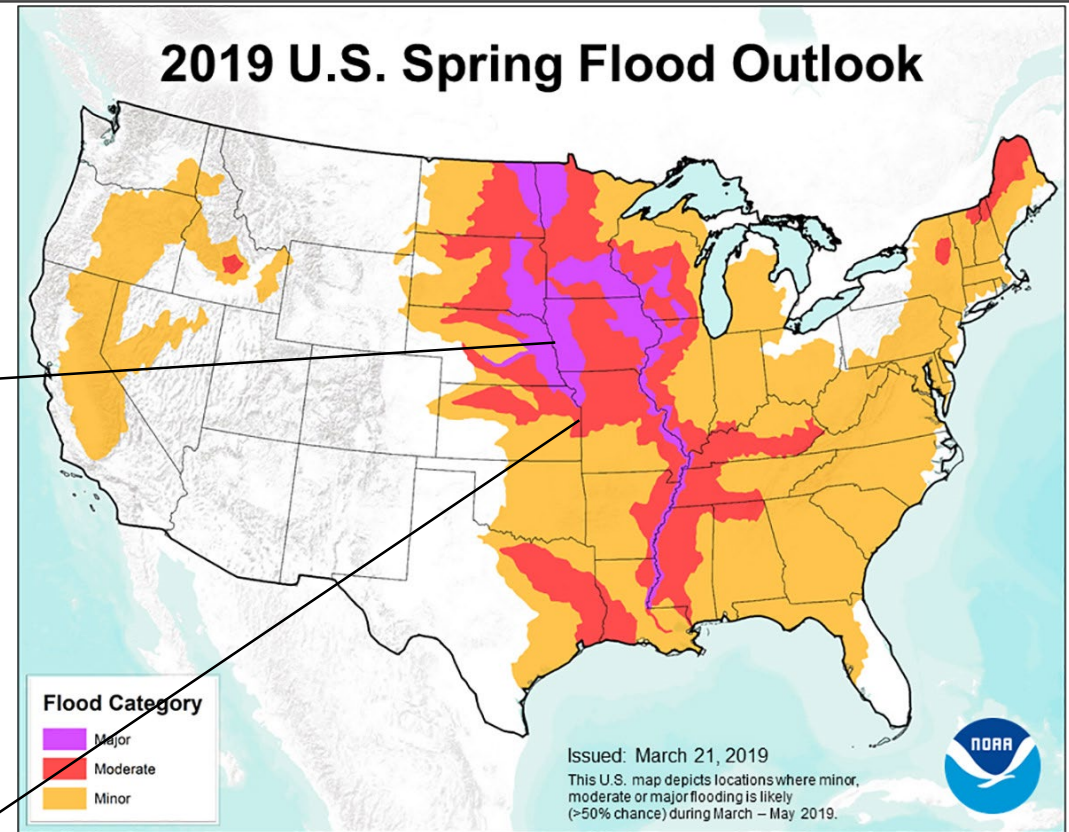 2019 U.S. Spring Flood Outlook
Flood Category
Major
Moderate
Minor
Issued: March 21, 2019
This U.S. map depicts locations where minor,
moderate or major flooding is likely
(>50% chance) during March – May 2019.
NOAA